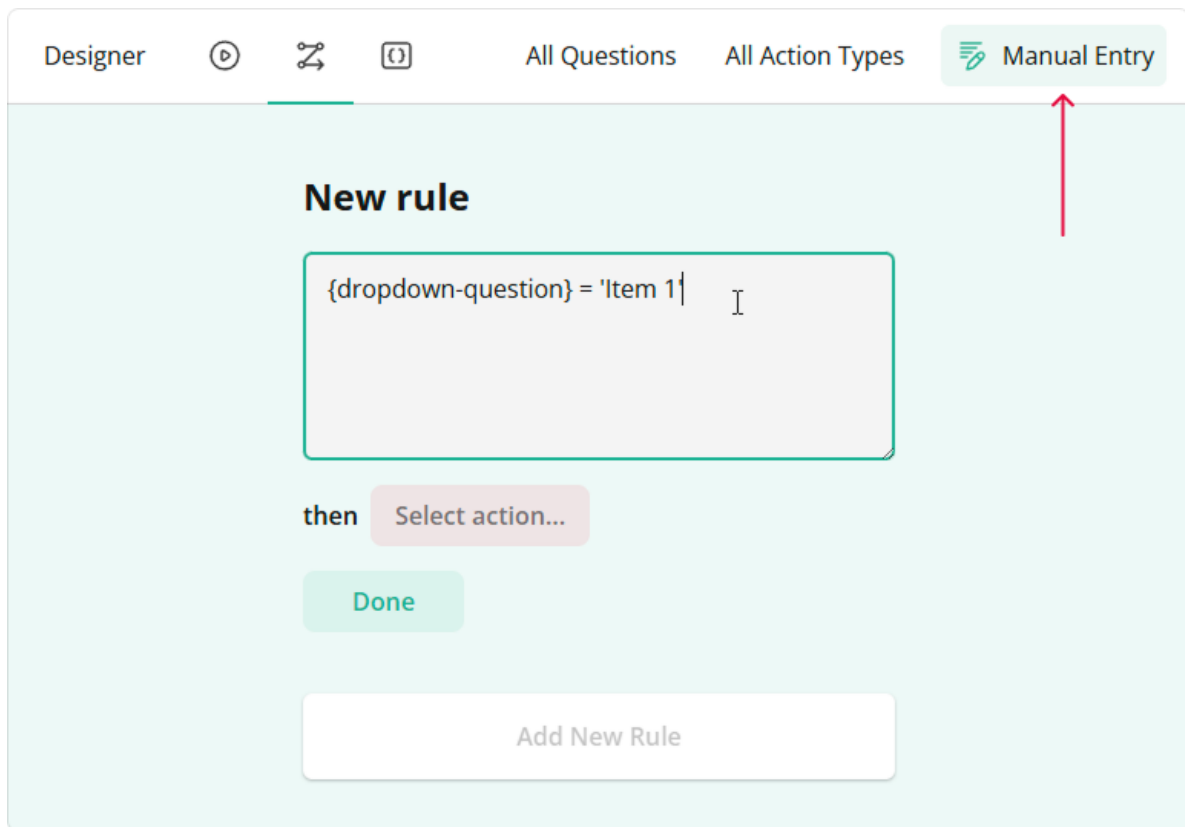 Designer All Questions All Action Types Manual Entry
New rule
{dropdown-question} = 'Item 1'
then Select action...
Done
Add New Rule